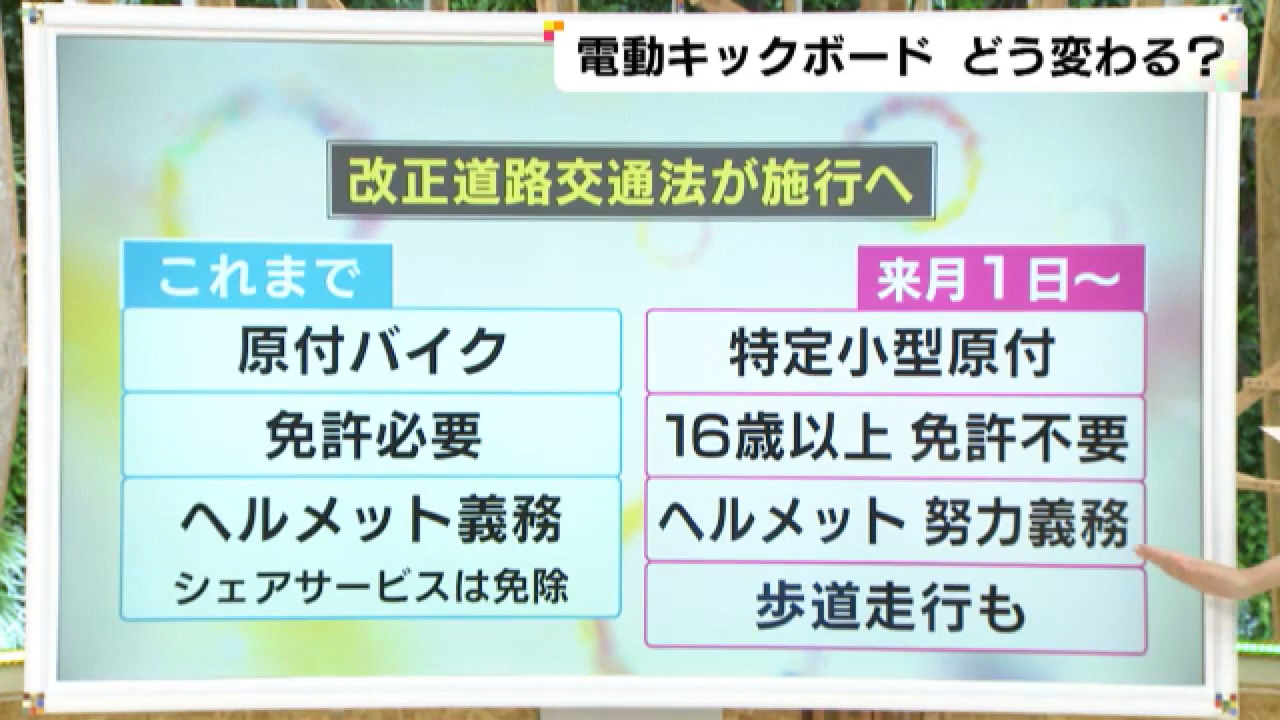 電動キックボード どう変わる?
改正道路交通法が施行へ
これまで
原付バイク
免許必要
ヘルメット義務
シェアサービスは免除
来月1日～
特定小型原付
16歳以上 免許不要
ヘルメット 努力義務
歩道走行も